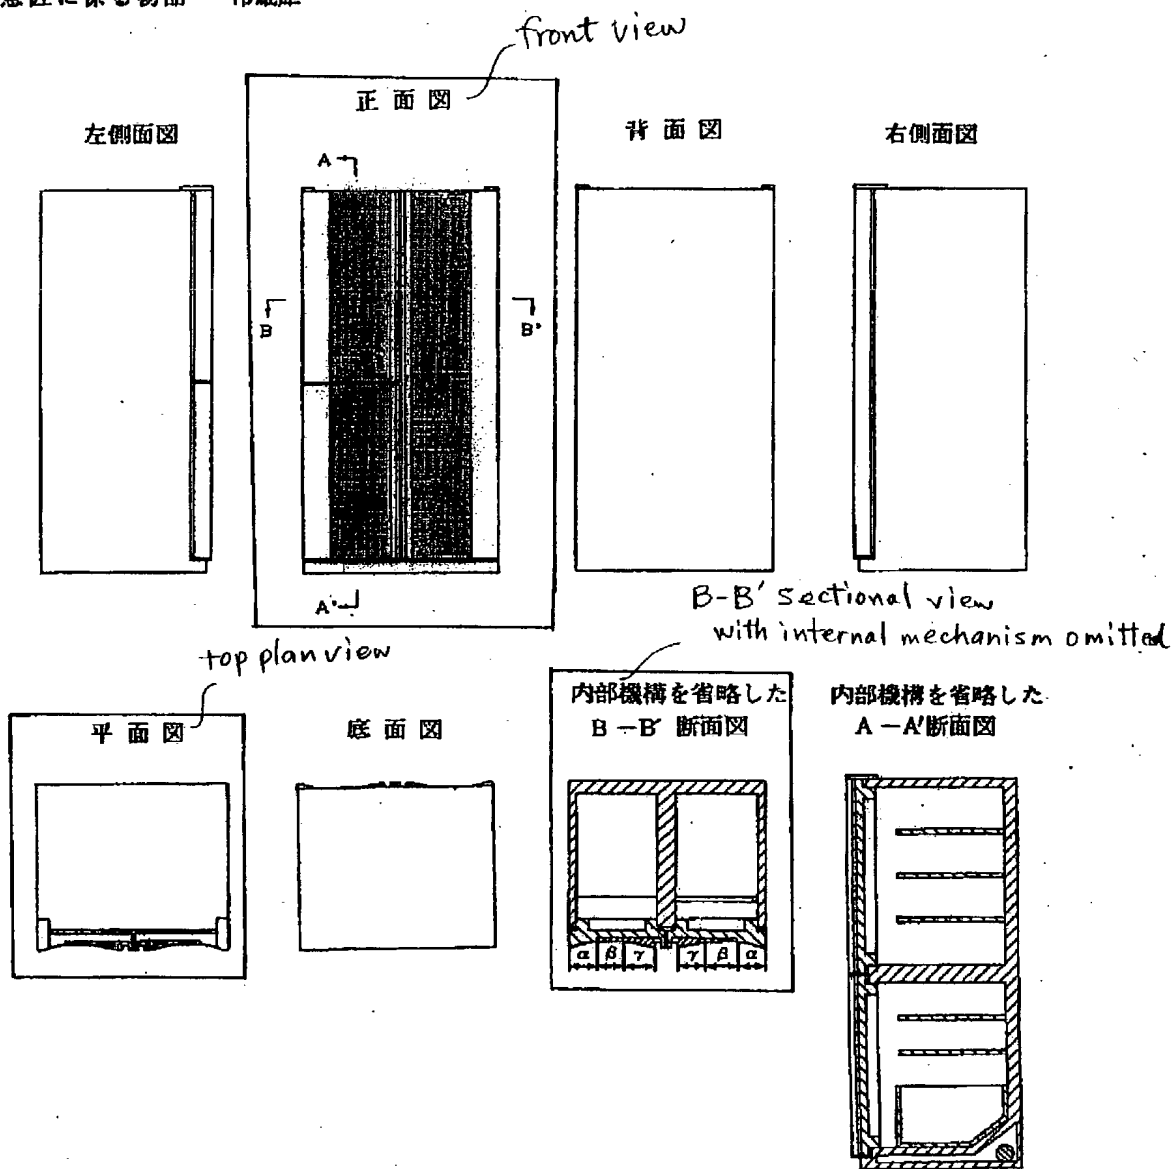 front view
正面図
左側面図
背面図
右側面図
A
B
B'
A'
B-B' sectional view
with internal mechanism omitted
top plan view
平面図
底面図
内部機構を省略した
B-B' 断面図
内部機構を省略した
A-A'断面図
α β γ γ β α